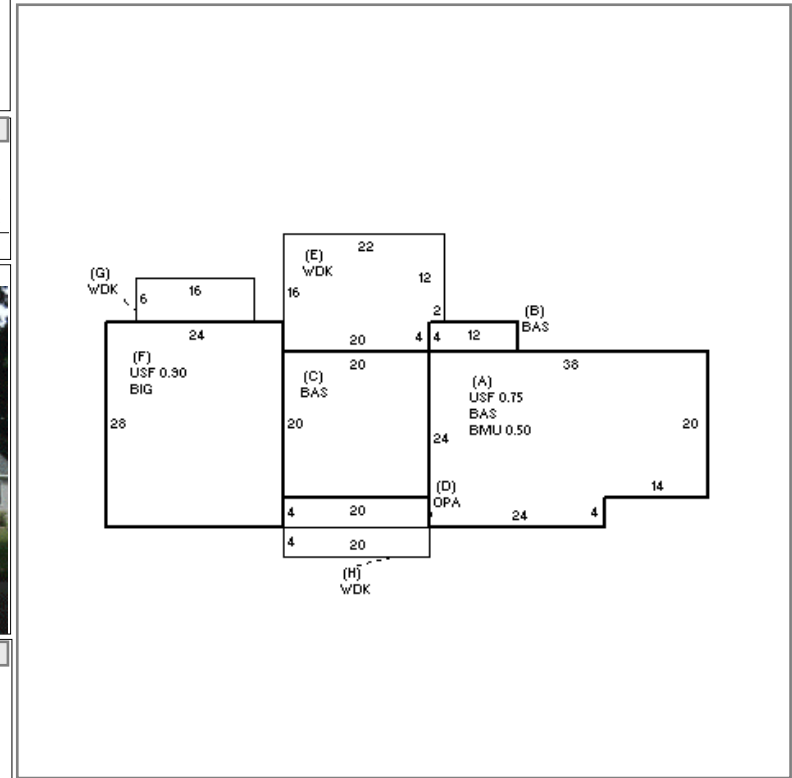 22
(E)
WDK
12
16
2
20
4
(G)
WDK
6
16
(B)
BAS
4
12
24
(F)
USF 0.90
BIG
28
20
(C)
BAS
20
38
(A)
USF 0.75
BAS
BMU 0.50
24
20
14
(D)
OPA
4
20
24
4
4
20
(H)
WDK